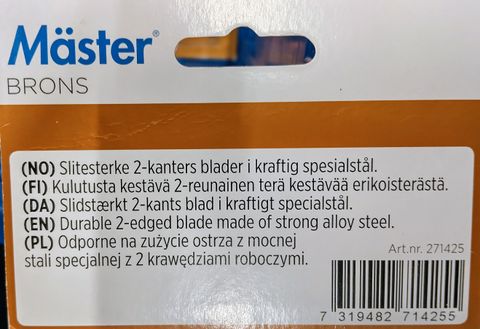 Mäster®
BRONS
(NO) Slitesterke 2-kanters blader i kraftig spesialstål.
(FI) Kulutusta kestävä 2-reunainen terä kestävää erikoisterästä.
(DA) Slidstærkt 2-kants blad i kraftigt specialstål.
(EN) Durable 2-edged blade made of strong alloy steel.
(PL) Odporne na zużycie ostrza z mocnej
stali specjalnej z 2 krawędziami roboczymi.
Art.nr. 271425
7 319482 714255